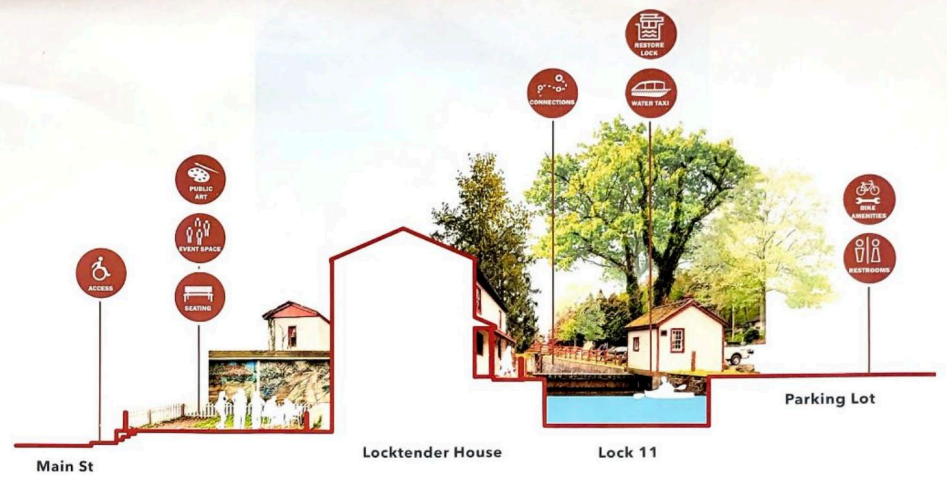 RESTORE
LOCK
CONNECTIONS
WATER TAXI
PUBLIC
ART
EVENT SPACE
SEATING
ACCESS
BIKE
AMENITIES
RESTROOMS
Main St
Locktender House
Lock 11
Parking Lot